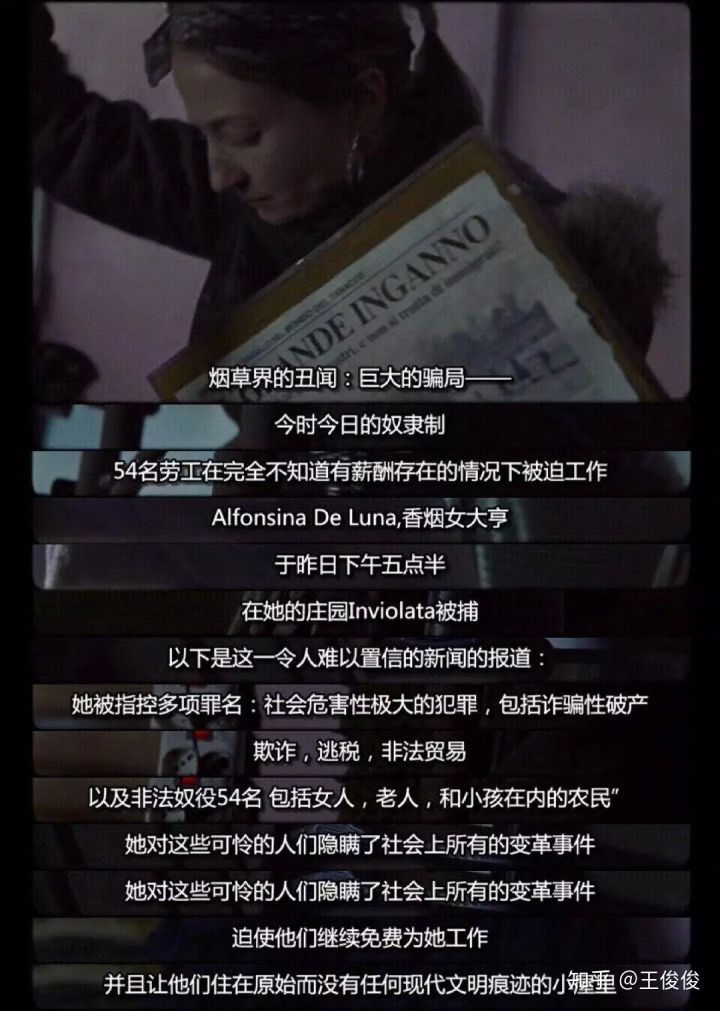 GRANDE INGANNO
烟草界的丑闻：巨大的骗局——
今时今日的奴隶制
54名劳工在完全不知道有薪酬存在的情况下被迫工作
Alfonsina De Luna,香烟女大亨
于昨日下午五点半
在她的庄园Inviolata被捕
以下是这一令人难以置信的新闻的报道：
她被指控多项罪名：社会危害性极大的犯罪，包括诈骗性破产
欺诈，逃税，非法贸易
以及非法奴役54名 包括女人，老人，和小孩在内的农民”
她对这些可怜的人们隐瞒了社会上所有的变革事件
她对这些可怜的人们隐瞒了社会上所有的变革事件
迫使他们继续免费为她工作
并且让他们住在原始而没有任何现代文明痕迹的小屋里
知乎 @王俊俊